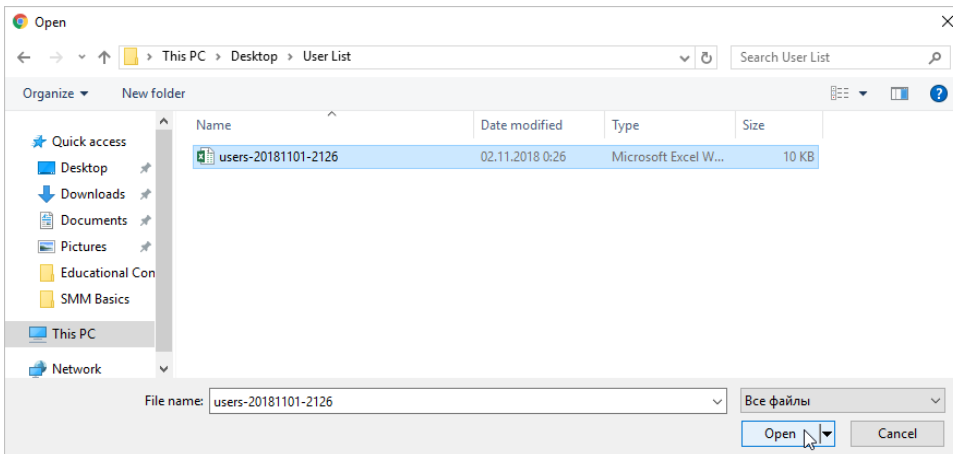 Open
This PC > Desktop > User List
Search User List
Organize
New folder
Name
Date modified
Type
Size
Quick access
Desktop
Downloads
Documents
Pictures
Educational Con
SMM Basics
This PC
Network
users-20181101-2126
02.11.2018 0:26
Microsoft Excel W...
10 KB
File name:
users-20181101-2126
Все файлы
Open
Cancel